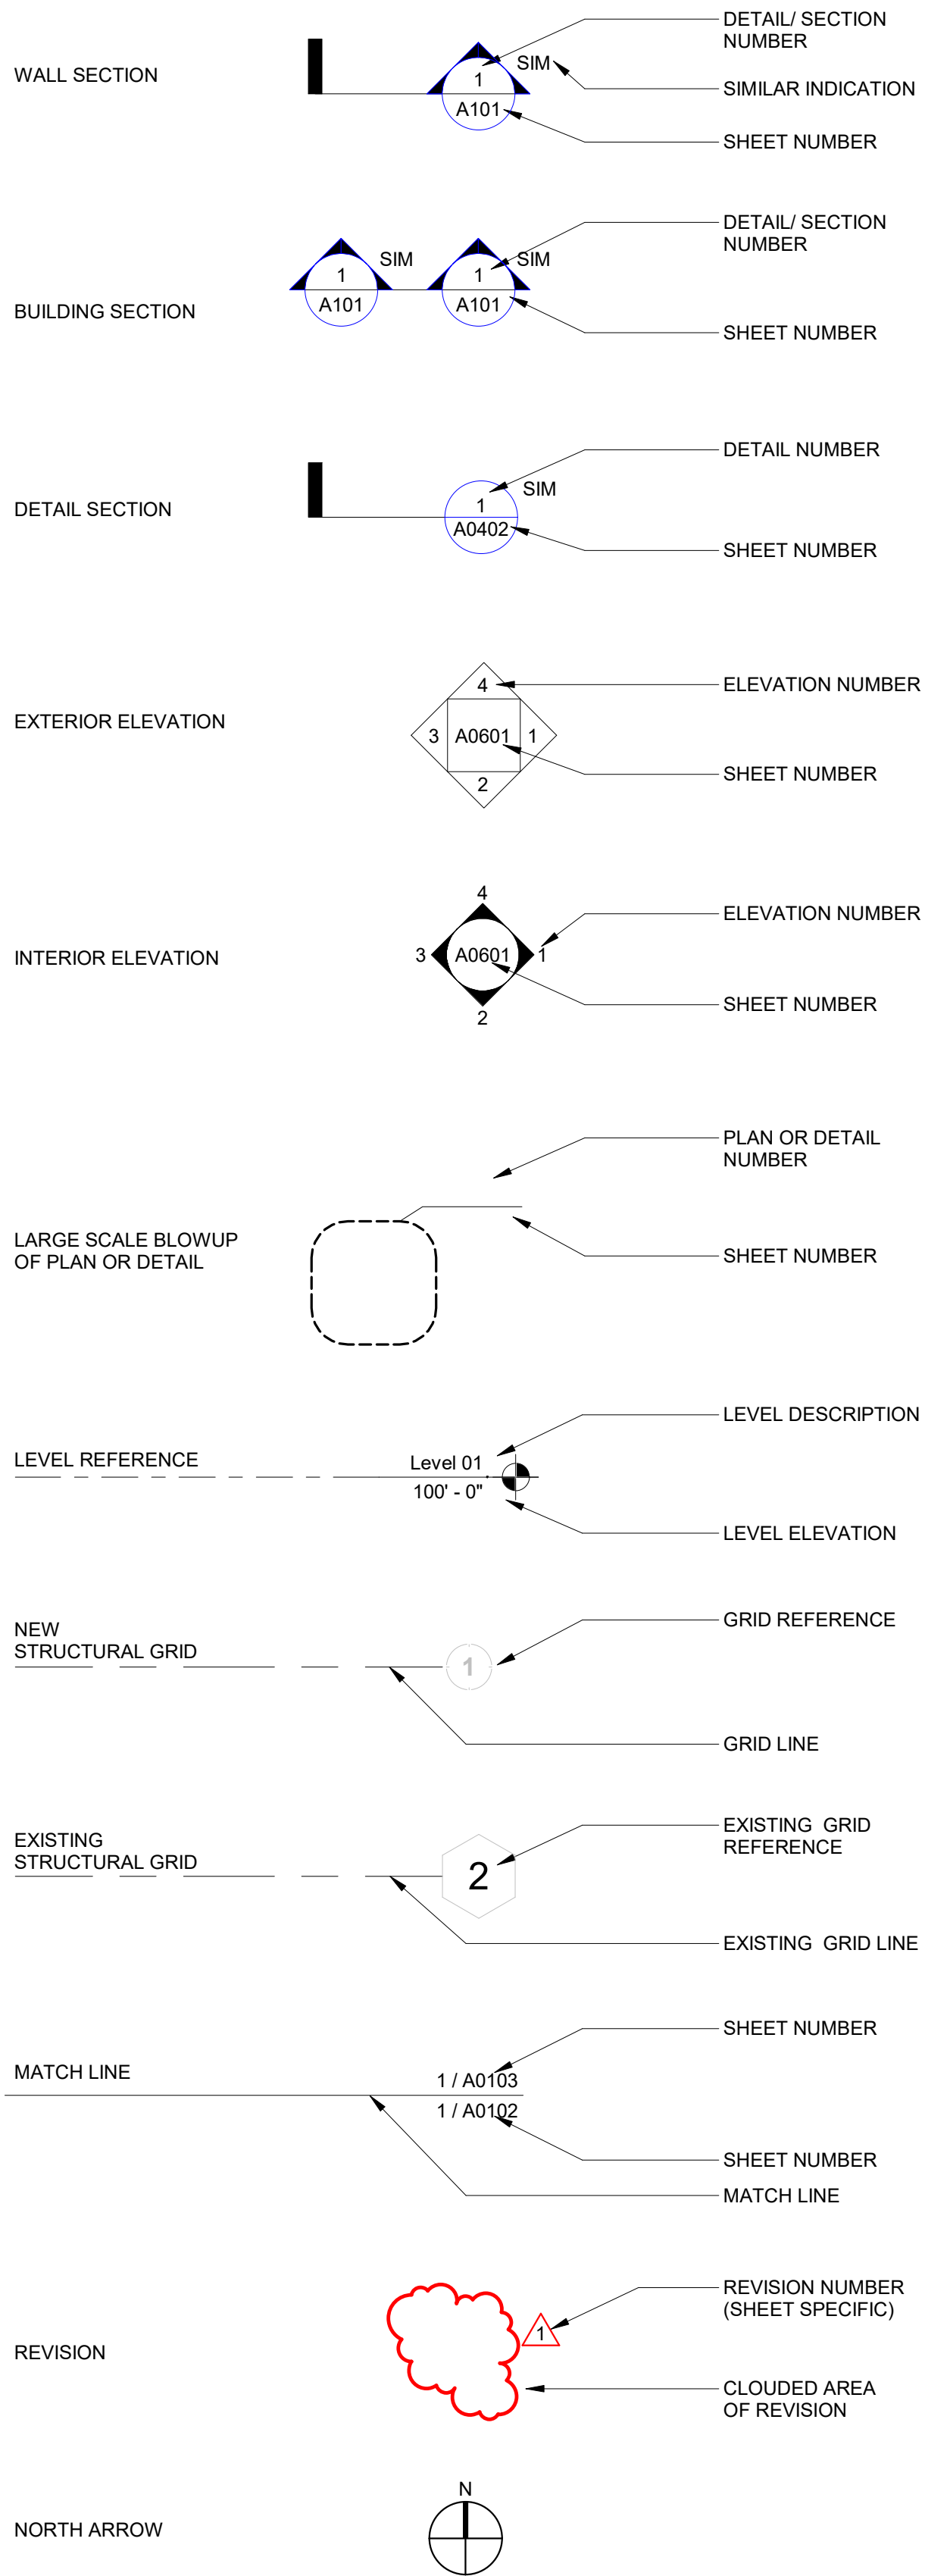 DETAIL/ SECTION
NUMBER
WALL SECTION
SIM
1
A101
SIMILAR INDICATION
SHEET NUMBER
DETAIL/ SECTION
NUMBER
BUILDING SECTION
SIM
1
A101
SIM
1
A101
SHEET NUMBER
DETAIL NUMBER
DETAIL SECTION
SIM
1
A0402
SHEET NUMBER
ELEVATION NUMBER
EXTERIOR ELEVATION
4
3 A0601 1
2
SHEET NUMBER
ELEVATION NUMBER
INTERIOR ELEVATION
4
3 A0601 1
2
SHEET NUMBER
PLAN OR DETAIL
NUMBER
LARGE SCALE BLOWUP
OF PLAN OR DETAIL
SHEET NUMBER
LEVEL DESCRIPTION
LEVEL REFERENCE
Level 01
100' - 0"
LEVEL ELEVATION
GRID REFERENCE
NEW
STRUCTURAL GRID
1
GRID LINE
EXISTING  GRID
REFERENCE
EXISTING
STRUCTURAL GRID
2
EXISTING  GRID LINE
SHEET NUMBER
MATCH LINE
1 / A0103
1 / A0102
SHEET NUMBER
MATCH LINE
REVISION NUMBER
(SHEET SPECIFIC)
1
REVISION
CLOUDED AREA
OF REVISION
N
NORTH ARROW